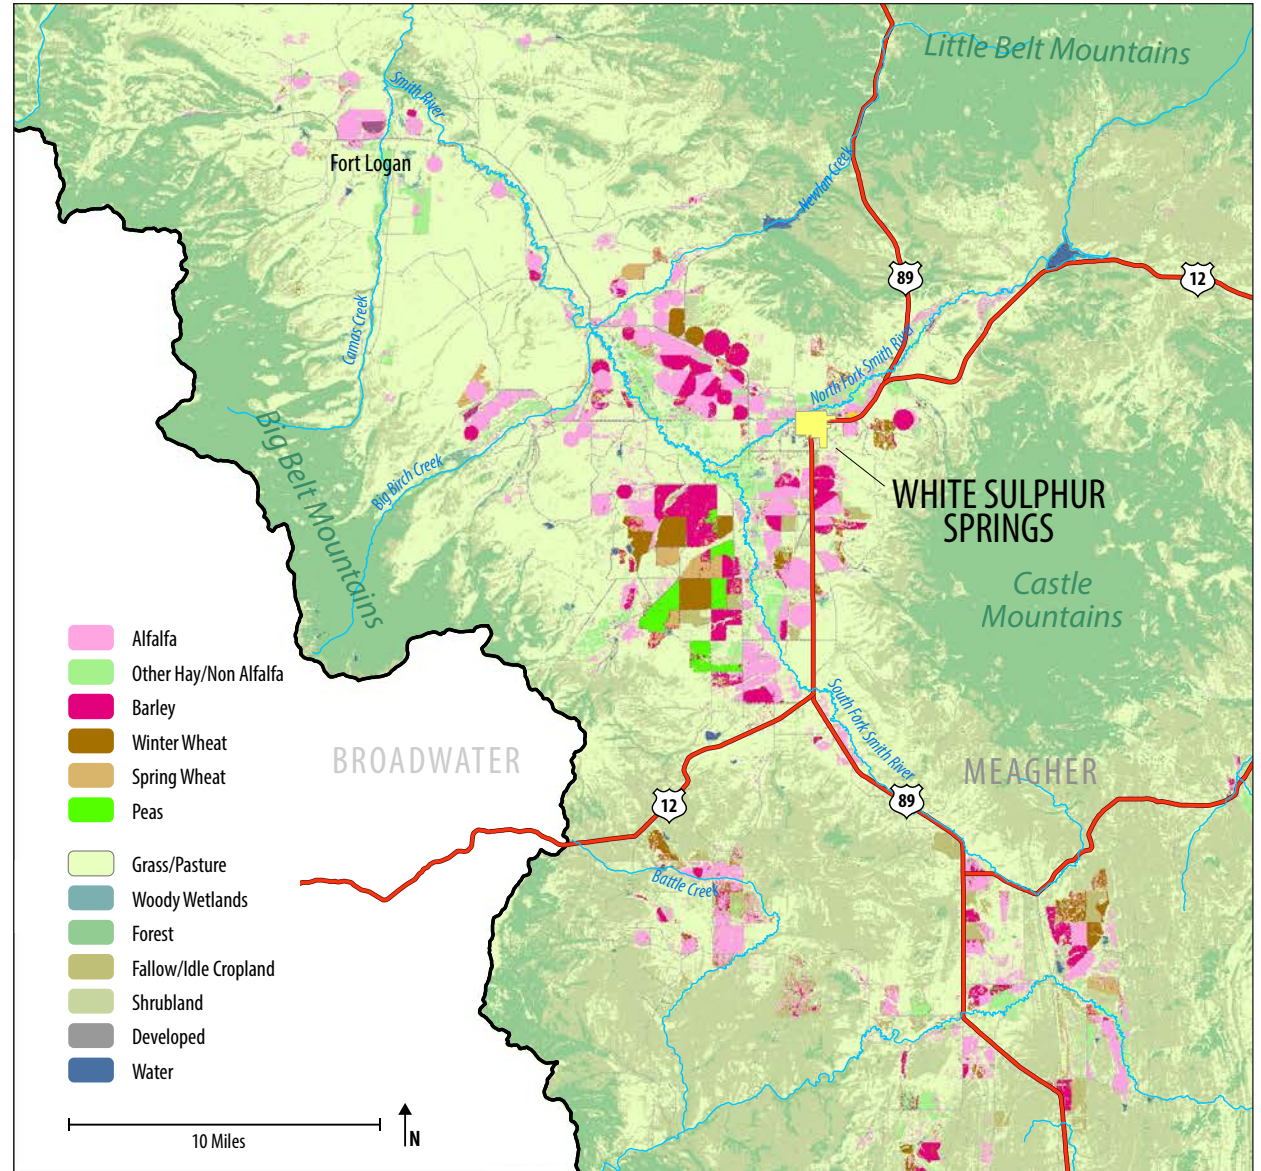 Little Belt Mountains
Smith River
Fort Logan
Newlan Creek
89
12
Camas Creek
North Fork Smith River
Big Belt Mountains
Big Birch Creek
WHITE SULPHUR
SPRINGS
Castle
Mountains
Alfalfa
Other Hay/Non Alfalfa
Barley
Winter Wheat
Spring Wheat
Peas
Grass/Pasture
Woody Wetlands
Forest
Fallow/Idle Cropland
Shrubland
Developed
Water
South Fork Smith River
BROADWATER
MEAGHER
12
89
Battle Creek
10 Miles
N